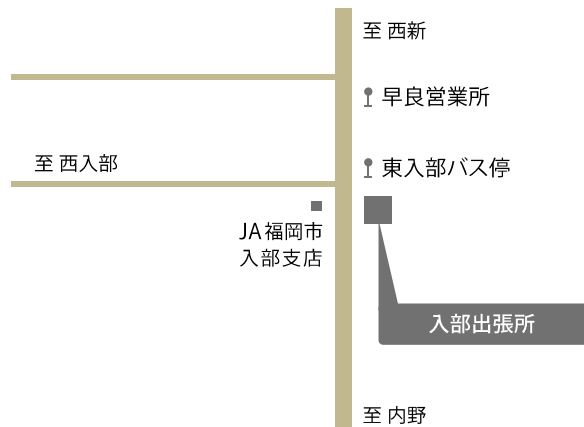 至 西新
早良営業所
至 西入部
東入部バス停
JA福岡市
入部支店
入部出張所
至 内野